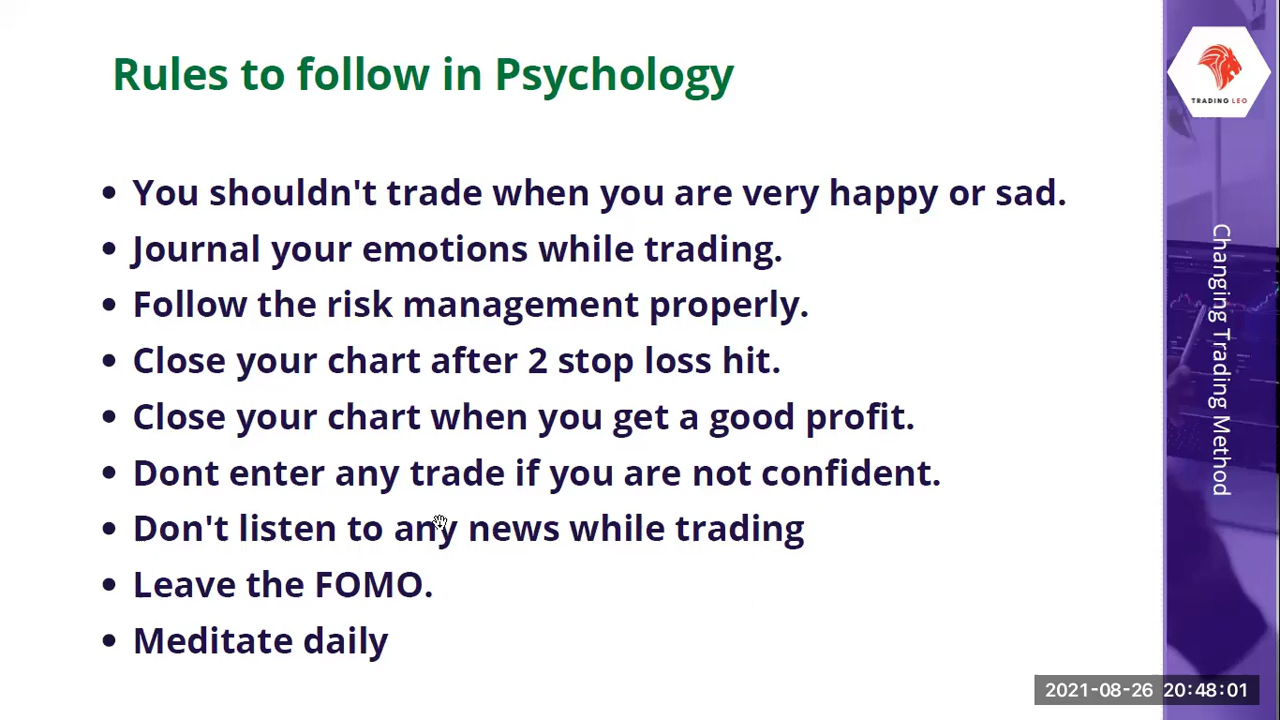 Rules to follow in Psychology
You shouldn't trade when you are very happy or sad.
Journal your emotions while trading.
Follow the risk management properly.
Close your chart after 2 stop loss hit.
Close your chart when you get a good profit.
Dont enter any trade if you are not confident.
Don't listen to any news while trading
Leave the FOMO.
Meditate daily
TRADING LEO
Changing Trading Method
2021-08-26 20:48:01